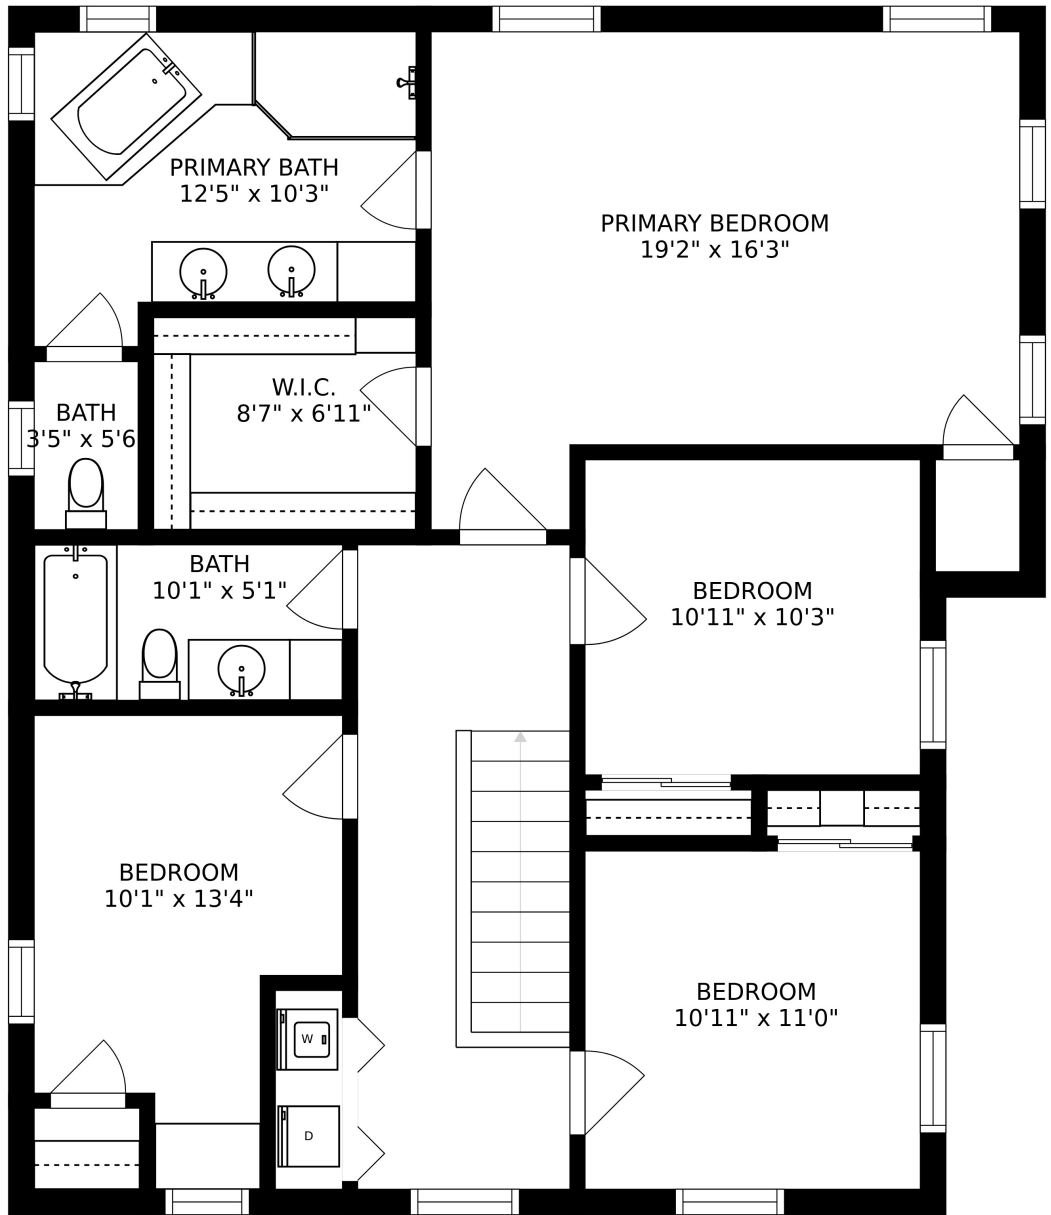 PRIMARY BATH
12'5" x 10'3"
PRIMARY BEDROOM
19'2" x 16'3"
W.I.C.
8'7" x 6'11"
BATH
3'5" x 5'6
BATH
10'1" x 5'1"
BEDROOM
10'11" x 10'3"
BEDROOM
10'1" x 13'4"
BEDROOM
10'11" x 11'0"
W
D